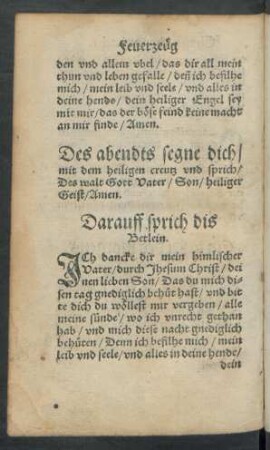 Feuerzeüg
den vnd allem vbel / das dir all mein
thun vnd leben gefalle / deñ ich befilhe
mich / mein leib vnd seele / vnd alles in
deine hende / dein heiliger Engel sey
mit mir / das der böse feind keine macht
an mir finde / Amen.
Des abendts segne dich /
mit dem heiligen creutz vnd sprich /
Des walt Gott Vater / Son / heiliger
Geist / Amen.
Darauff sprich dis
Betlein.
ICh dancke dir mein himlischer
Vater / durch Jhesum Christ / dei
nen lieben Son / Das du mich di
sen tag gnediglich behüt hast / vnd bit
te dich du wöllest mir vergeben / alle
meine sünde / wo ich vnrecht gethan
hab / vnd mich diese nacht gnediglich
behüten / Denn ich befilhe mich / mein
leib vnd seele / vnd alles in deine hende /
dein